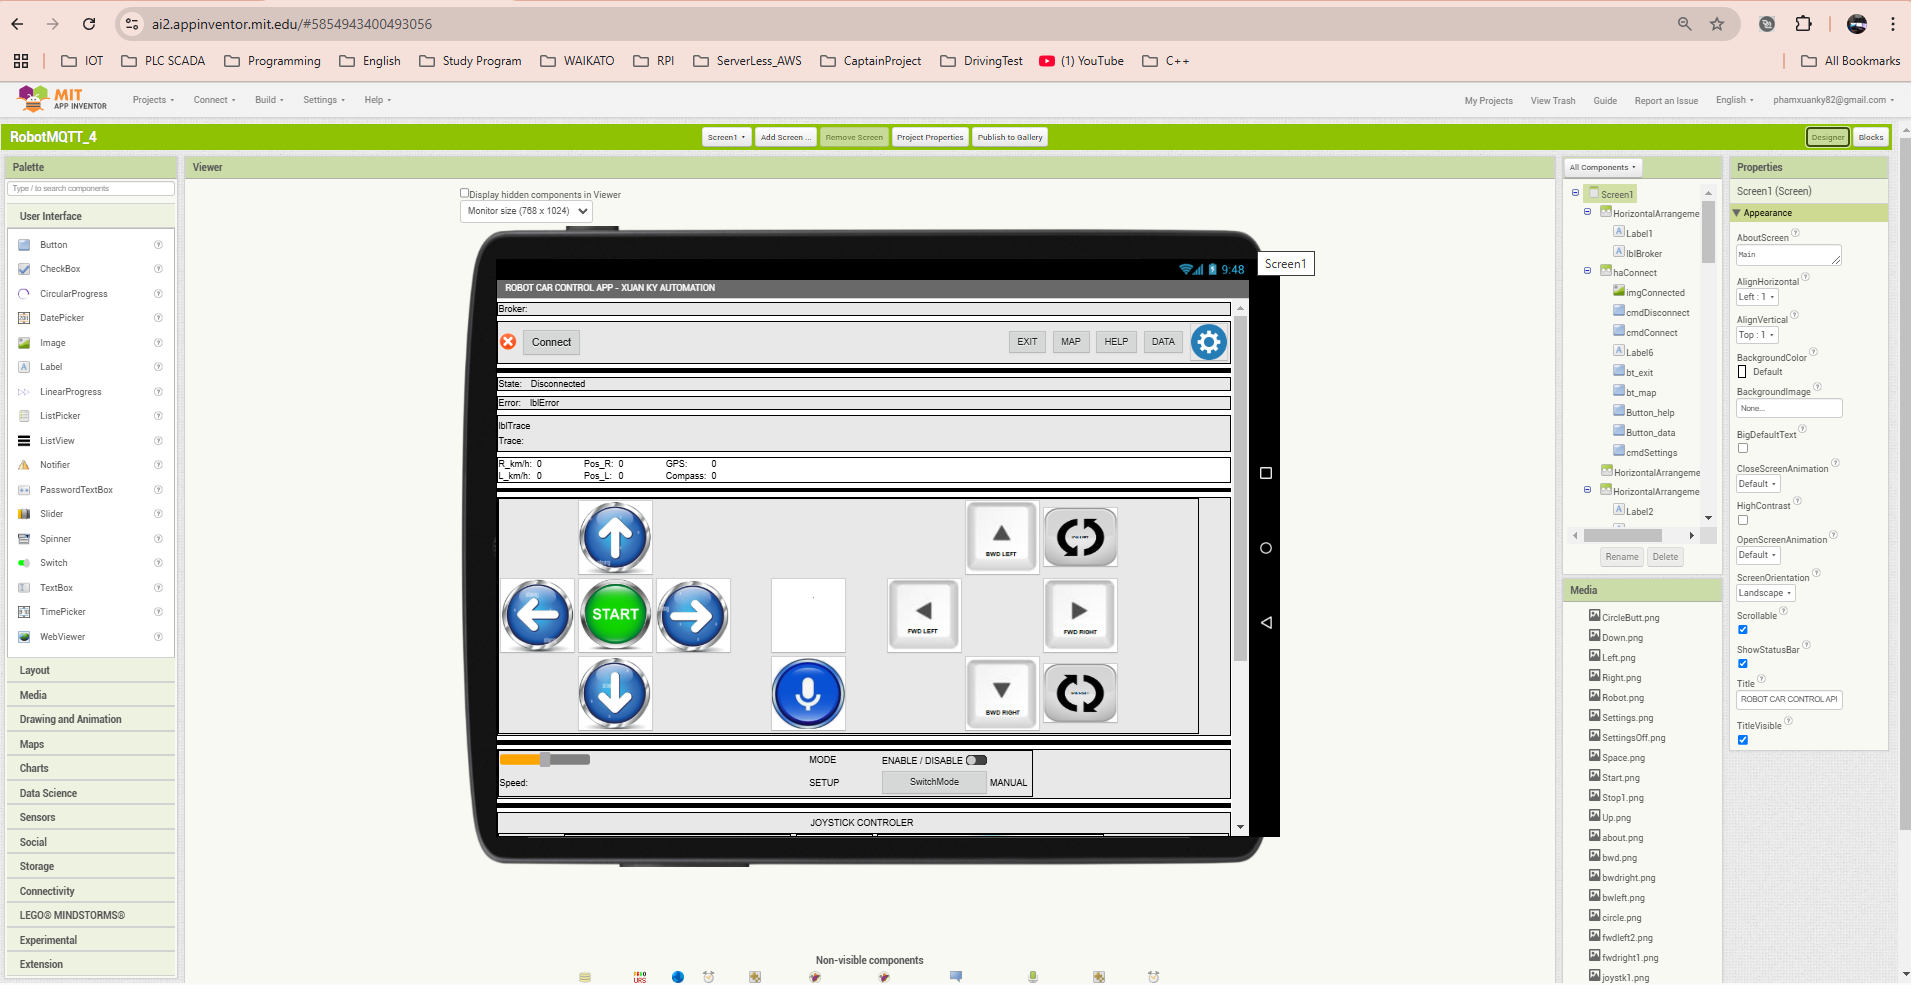 ai2.appinventor.mit.edu/#5854943400493056
IOT PLC SCADA Programming English Study Program WAIKATO RPI ServerLess_AWS CaptainProject DrivingTest (1) YouTube C++ All Bookmarks
MIT
APP INVENTOR
Projects Connect Build Settings Help My Projects View Trash Guide Report an Issue English phamxuanky82@gmail.com
RobotMQTT_4 Screen1 Add Screen ... Remove Screen Project Properties Publish to Gallery Designer Blocks
Palette
Type / to search components
User Interface
Button
CheckBox
CircularProgress
DatePicker
Image
Label
LinearProgress
ListPicker
ListView
Notifier
PasswordTextBox
Slider
Spinner
Switch
TextBox
TimePicker
WebViewer
Layout
Media
Drawing and Animation
Maps
Charts
Data Science
Sensors
Social
Storage
Connectivity
LEGO® MINDSTORMS®
Experimental
Extension
Viewer
Display hidden components in Viewer
Monitor size (768 x 1024)
9:48
Screen1
ROBOT CAR CONTROL APP - XUAN KY AUTOMATION
Broker:
Connect EXIT MAP HELP DATA
State: Disconnected
Error: lblError
lblTrace
Trace:
R_km/h: 0 Pos_R: 0 GPS: 0
L_km/h: 0 Pos_L: 0 Compass: 0
BWD LEFT
START
FWD LEFT
FWD RIGHT
BWD RIGHT
MODE ENABLE / DISABLE
Speed: SETUP SwitchMode MANUAL
JOYSTICK CONTROLER
Non-visible components
All Components
Screen1
HorizontalArrangeme
Label1
lblBroker
haConnect
imgConnected
cmdDisconnect
cmdConnect
Label6
bt_exit
bt_map
Button_help
Button_data
cmdSettings
HorizontalArrangeme
HorizontalArrangeme
Label2
Rename Delete
Media
CircleButt.png
Down.png
Left.png
Right.png
Robot.png
Settings.png
SettingsOff.png
Space.png
Start.png
Stop1.png
Up.png
about.png
bwd.png
bwdright.png
bwleft.png
circle.png
fwdleft2.png
fwdright1.png
joystk1.png
Properties
Screen1 (Screen)
Appearance
AboutScreen
Main
AlignHorizontal
Left : 1
AlignVertical
Top : 1
BackgroundColor
Default
BackgroundImage
None...
BigDefaultText
CloseScreenAnimation
Default
HighContrast
OpenScreenAnimation
Default
ScreenOrientation
Landscape
Scrollable
ShowStatusBar
Title
ROBOT CAR CONTROL API
TitleVisible